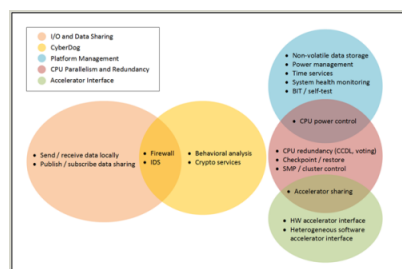 I/O and Data Sharing
CyberDog
Platform Management
CPU Parallelism and Redundancy
Accelerator Interface
• Non-volatile data storage
• Power management
• Time services
• System health monitoring
• BIT / self-test
• CPU power control
• Send / receive data locally
• Publish / subscribe data sharing
• Firewall
• IDS
• Behavioral analysis
• Crypto services
• CPU redundancy (CCDL, voting)
• Checkpoint / restore
• SMP / cluster control
• Accelerator sharing
• HW accelerator interface
• Heterogeneous software
accelerator interface